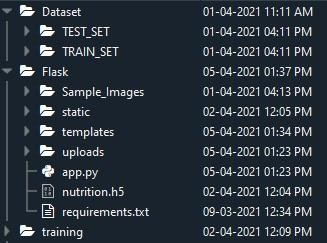 Dataset 01-04-2021 11:11 AM
TEST_SET 01-04-2021 04:11 PM
TRAIN_SET 01-04-2021 04:11 PM
Flask 05-04-2021 01:37 PM
Sample_Images 01-04-2021 04:13 PM
static 02-04-2021 12:05 PM
templates 05-04-2021 01:34 PM
uploads 05-04-2021 01:23 PM
app.py 05-04-2021 01:23 PM
nutrition.h5 02-04-2021 12:04 PM
requirements.txt 09-03-2021 12:34 PM
training 02-04-2021 12:09 PM